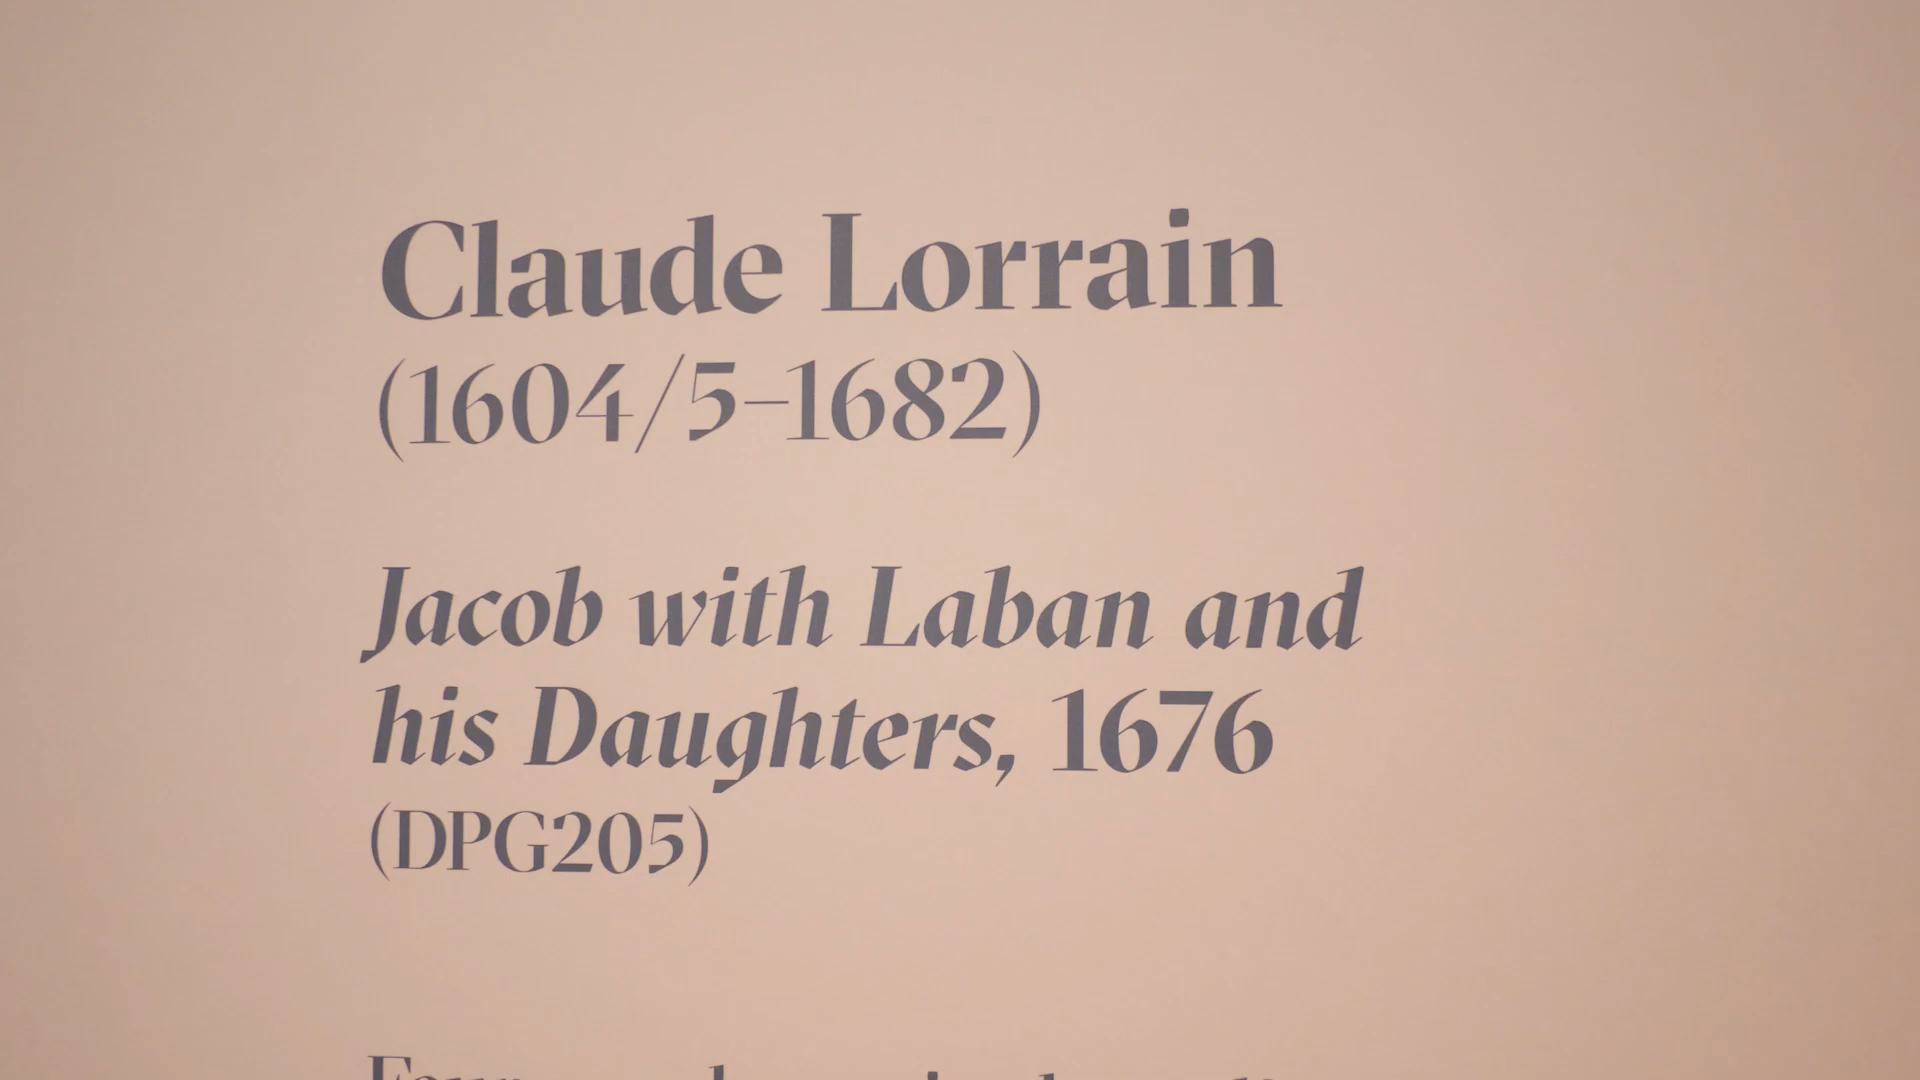 Claude Lorrain
(1604/5–1682)
Jacob with Laban and
his Daughters, 1676
(DPG205)